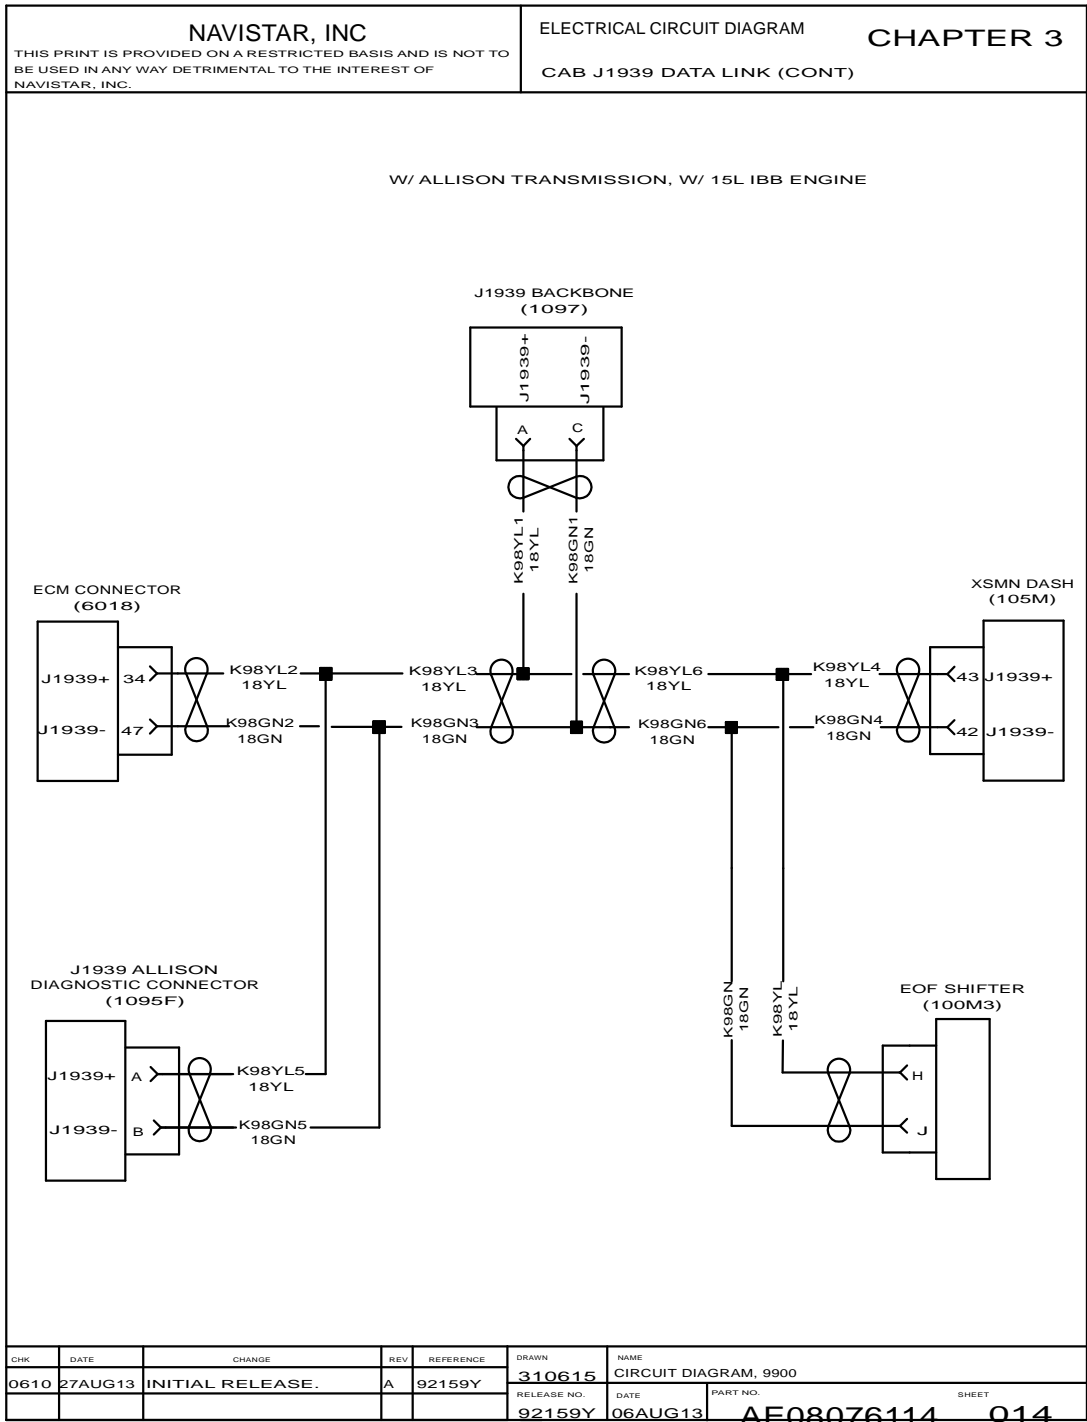 NAVISTAR, INC
THIS PRINT IS PROVIDED ON A RESTRICTED BASIS AND IS NOT TO
BE USED IN ANY WAY DETRIMENTAL TO THE INTEREST OF
NAVISTAR, INC.
ELECTRICAL CIRCUIT DIAGRAM
CHAPTER 3
CAB J1939 DATA LINK (CONT)
W/ ALLISON TRANSMISSION, W/ 15L IBB ENGINE
J1939 BACKBONE
(1097)
J1939+
J1939-
A
C
K98YL1
18YL
K98GN1
18GN
ECM CONNECTOR
(6018)
J1939+
34
J1939-
47
K98YL2
18YL
K98GN2
18GN
K98YL3
18YL
K98GN3
18GN
K98YL6
18YL
K98GN6
18GN
K98YL4
18YL
K98GN4
18GN
XSMN DASH
(105M)
43
J1939+
42
J1939-
J1939 ALLISON
DIAGNOSTIC CONNECTOR
(1095F)
J1939+
A
J1939-
B
K98YL5
18YL
K98GN5
18GN
K98GN
18GN
K98YL
18YL
EOF SHIFTER
(100M3)
H
J
CHK
DATE
CHANGE
REV
REFERENCE
0610
27AUG13
INITIAL RELEASE.
A
92159Y
DRAWN
310615
NAME
CIRCUIT DIAGRAM, 9900
RELEASE NO.
92159Y
DATE
06AUG13
PART NO.
AE08076114
SHEET
014